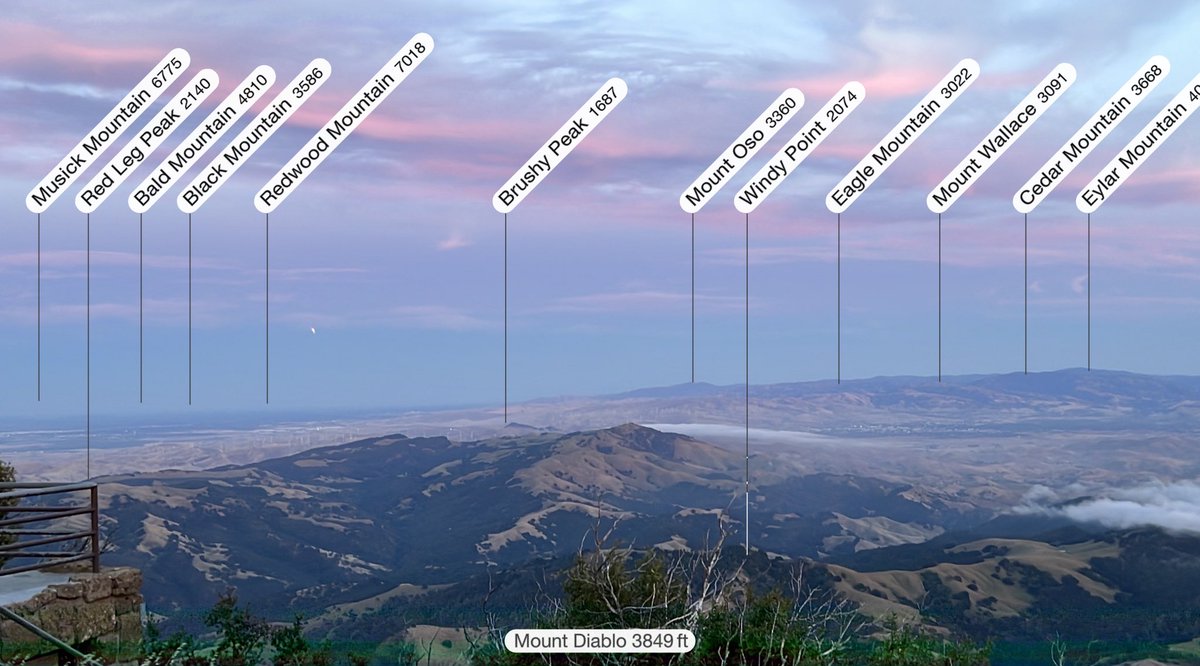 Musick Mountain 6775
Red Leg Peak 2140
Bald Mountain 4810
Black Mountain 3586
Redwood Mountain 7018
Brushy Peak 1687
Mount Oso 3360
Windy Point 2074
Eagle Mountain 3022
Mount Wallace 3091
Cedar Mountain 3668
Eylar Mountain
Mount Diablo 3849 ft